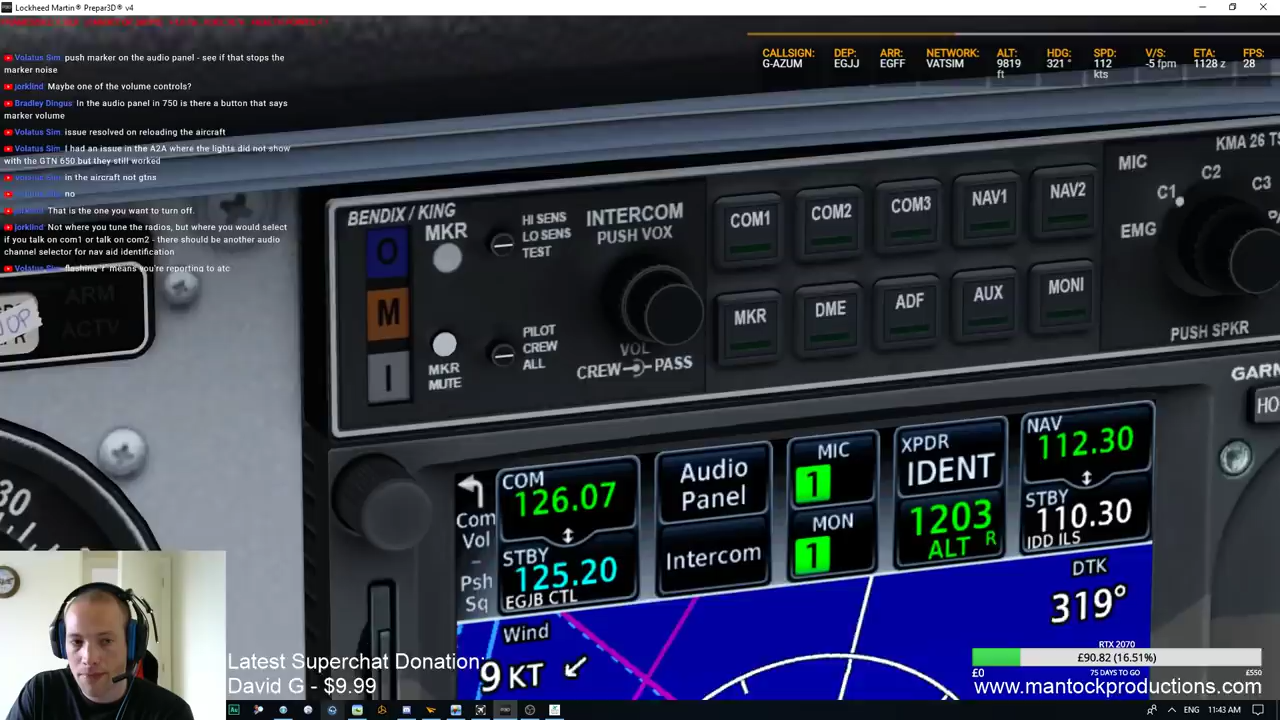 Lockheed Martin® Prepar3D® v4
Volatus Sim push marker on the audio panel - see if that stops the
marker noise
jorklind Maybe one of the volume controls?
Bradley Dingus In the audio panel in 750 is there a button that says
marker volume
Volatus Sim issue resolved on reloading the aircraft
Volatus Sim I had an issue in the A2A where the lights did not show
with the GTN 650 but they still worked
Volatus Sim in the aircraft not gtns
Volatus Sim no
jorklind That is the one you want to turn off.
jorklind Not where you tune the radios, but where you would select
if you talk on com1 or talk on com2 - there should be another audio
channel selector for nav aid identification
Volatus Sim flashing 'r' means you're reporting to atc
CALLSIGN: DEP: ARR: NETWORK: ALT: HDG: SPD: V/S: ETA: FPS:
G-AZUM EGJJ EGFF VATSIM 9819 ft 321 ° 112 kts -5 fpm 1128 z 28
BENDIX / KING
KMA 26 TS
O
M
I
MKR
HI SENS
LO SENS
TEST
MKR
MUTE
PILOT
CREW
ALL
INTERCOM
PUSH VOX
VOL
CREW PASS
COM1 COM2 COM3 NAV1 NAV2
MKR DME ADF AUX MONI
MIC
EMG
C1
C2
C3
PUSH SPKR
ARM
ACTV
GARM
HO
30
Com
Vol
Psh
Sq
COM
126.07
STBY
125.20
EGJB CTL
Audio
Panel
Intercom
MIC
1
MON
1
XPDR
IDENT
1203
ALT R
NAV
112.30
STBY
110.30
IDD ILS
DTK
319°
Wind
9 KT
Latest Superchat Donation:
David G - $9.99
RTX 2070
£90.82 (16.51%)
£0 75 DAYS TO GO £550
www.mantockproductions.com
ENG 11:43 AM